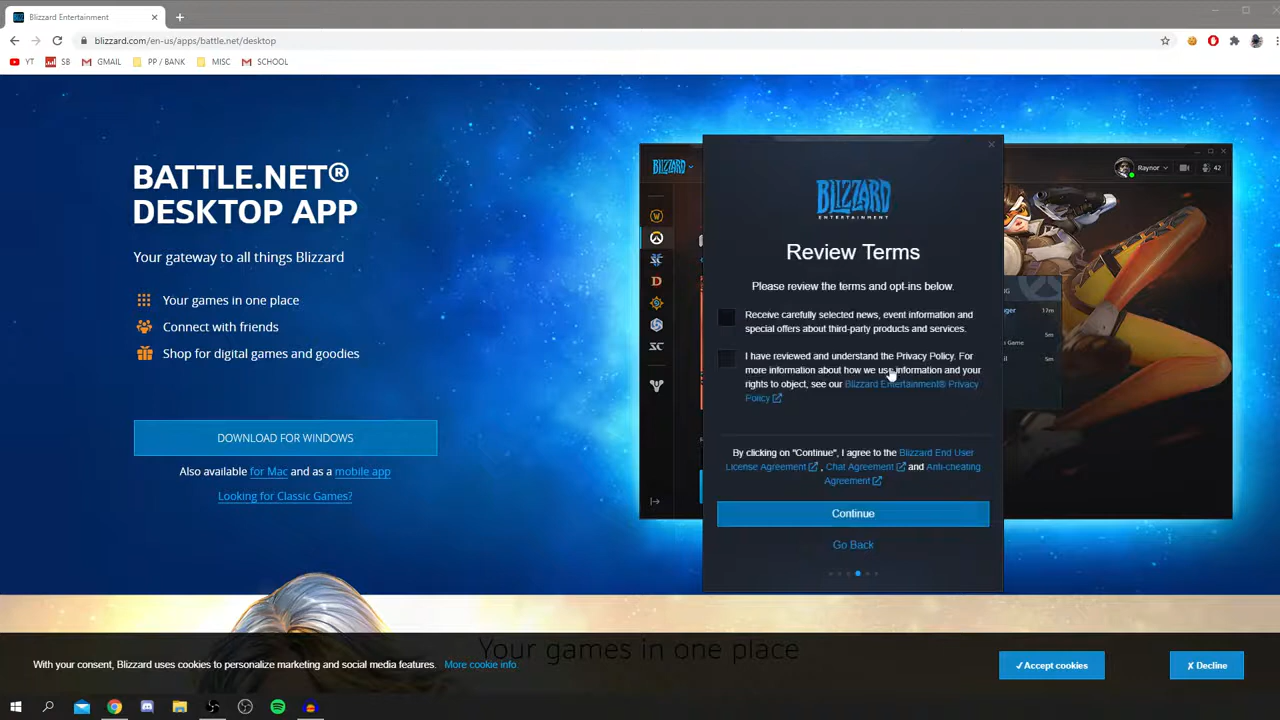 Blizzard Entertainment
blizzard.com/en-us/apps/battle.net/desktop
YT SB GMAIL PP / BANK MISC SCHOOL
BATTLE.NET®
DESKTOP APP
Your gateway to all things Blizzard
Your games in one place
Connect with friends
Shop for digital games and goodies
DOWNLOAD FOR WINDOWS
Also available for Mac and as a mobile app
Looking for Classic Games?
BLIZZARD
Raynor
42
17m
5m
5m
BLIZZARD
ENTERTAINMENT
Review Terms
Please review the terms and opt-ins below.
Receive carefully selected news, event information and
special offers about third-party products and services.
I have reviewed and understand the Privacy Policy. For
more information about how we use information and your
rights to object, see our Blizzard Entertainment® Privacy
Policy
By clicking on "Continue", I agree to the Blizzard End User
License Agreement , Chat Agreement and Anti-cheating
Agreement
Continue
Go Back
Your games in one place
With your consent, Blizzard uses cookies to personalize marketing and social media features. More cookie info.
✓Accept cookies
✗ Decline